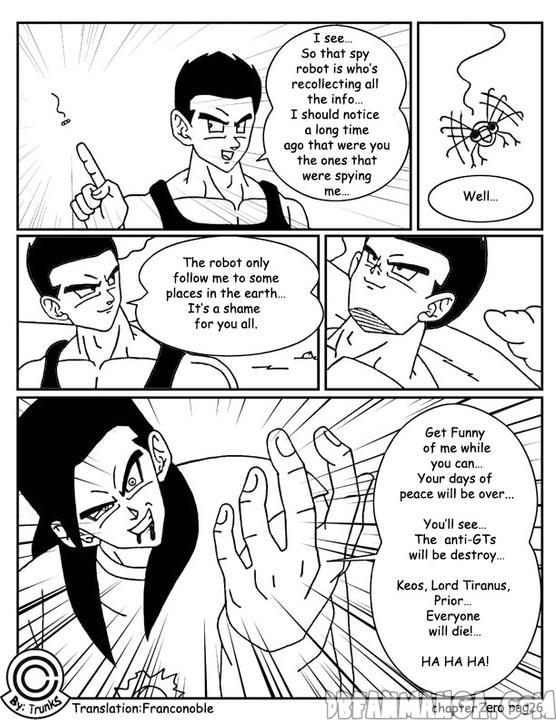 I see...
So that spy
robot is who's
recollecting all
the info...
I should notice
a long time
ago that were you
the ones that
were spying
me...
Well...
The robot only
follow me to some
places in the earth...
It's a shame
for you all.
Get Funny
of me while
you can...
Your days of
peace will be over...
You'll see...
The anti-GTs
will be destroy...
Keos, Lord Tiranus,
Prior...
Everyone
will die!...
HA HA HA!
By: Trunks
Translation:Franconoble
chapter Zero pag26
DBFANMANGA.COM